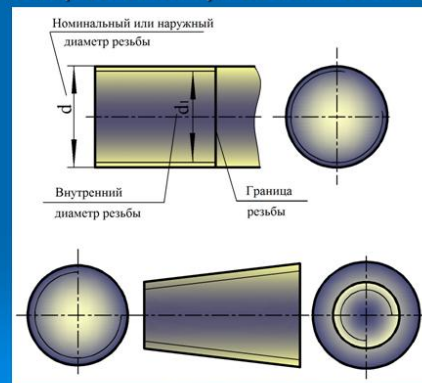 Номинальный или наружный
диаметр резьбы
d
d₁
Внутренний
диаметр резьбы
Граница
резьбы